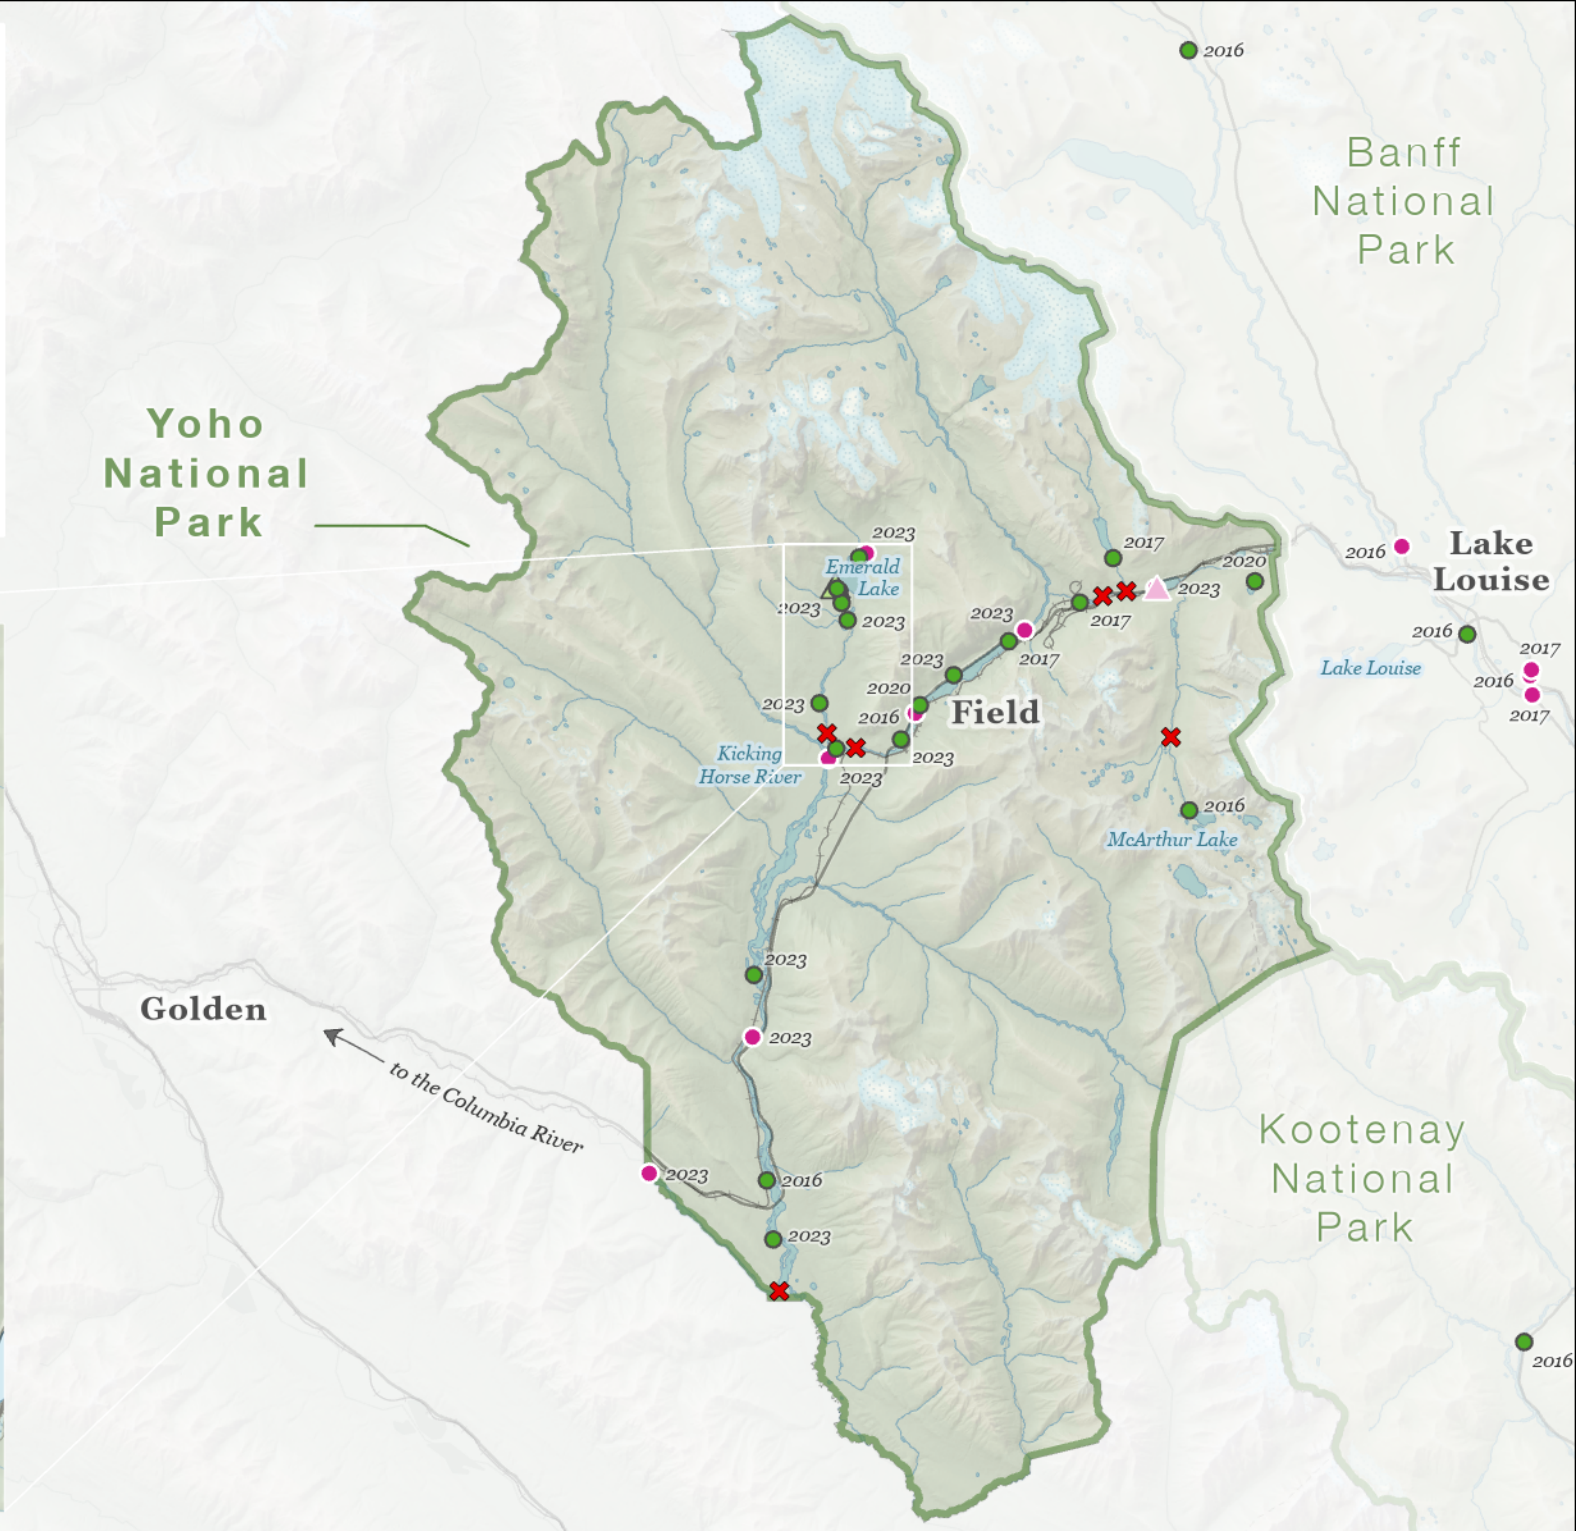 2016
Banff
National
Park
Yoho
National
Park
2023
Emerald
Lake
2023
2023
2017
2020
2023
2017
2016
Lake
Louise
2016
2017
2016
2017
Lake Louise
2023
2017
2023
2020
2016
Field
2023
2023
Kicking
Horse River
2023
2016
McArthur Lake
2023
2023
Golden
to the Columbia River
2023
2016
2023
Kootenay
National
Park
2016